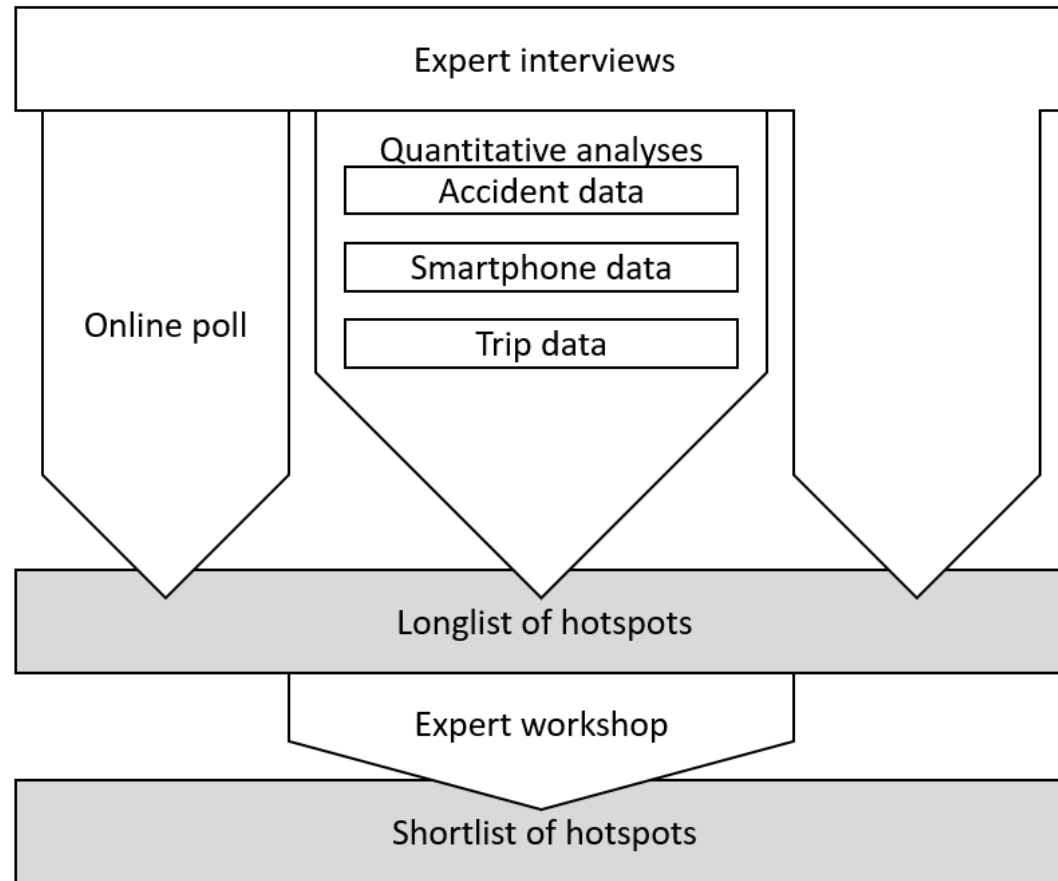 Expert interviews
Quantitative analyses
Accident data
Smartphone data
Trip data
Online poll
Longlist of hotspots
Expert workshop
Shortlist of hotspots